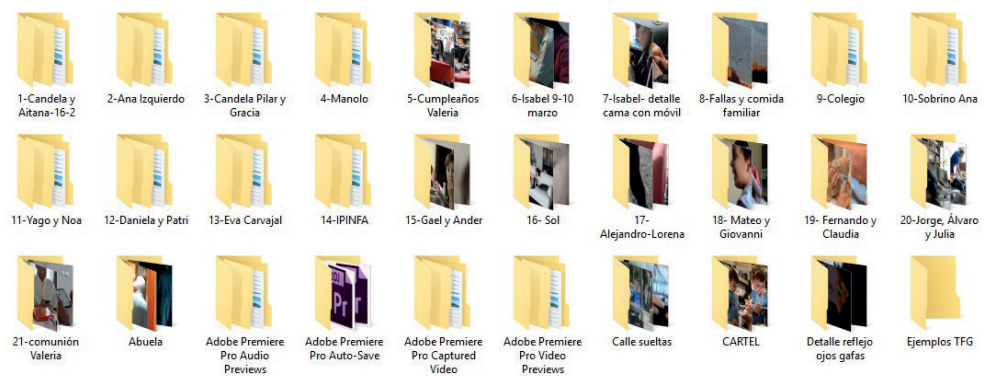 1-Candela y
Aitana-16-2
2-Ana Izquierdo
3-Candela Pilar y
Gracia
4-Manolo
5-Cumpleaños
Valeria
6-Isabel 9-10
marzo
7-Isabel- detalle
cama con móvil
8-Fallas y comida
familiar
9-Colegio
10-Sobrino Ana
11-Yago y Noa
12-Daniela y Patri
13-Eva Carvajal
14-IPINFA
15-Gael y Ander
16- Sol
17-
Alejandro-Lorena
18- Mateo y
Giovanni
19- Fernando y
Claudia
20-Jorge, Álvaro
y Julia
21-comunión
Valeria
Abuela
Adobe Premiere
Pro Audio
Previews
Pr
Adobe Premiere
Pro Auto-Save
Adobe Premiere
Pro Captured
Video
Adobe Premiere
Pro Video
Previews
Calle sueltas
CARTEL
Detalle reflejo
ojos gafas
Ejemplos TFG